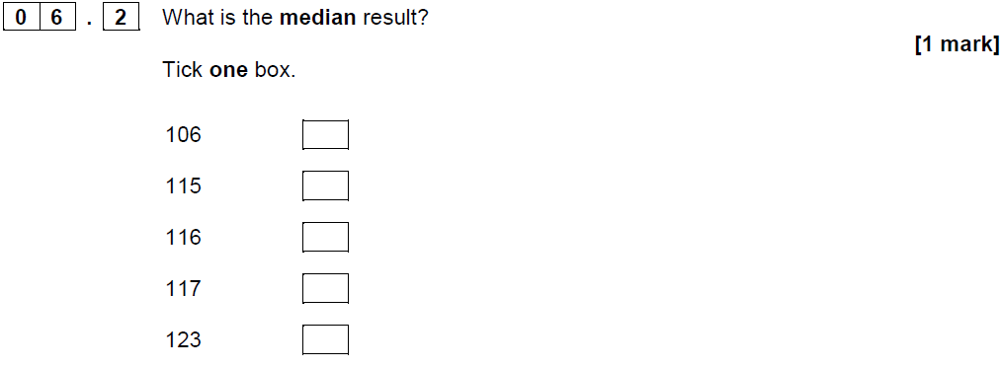 0 6 . 2 What is the median result?
[1 mark]
Tick one box.
106
115
116
117
123